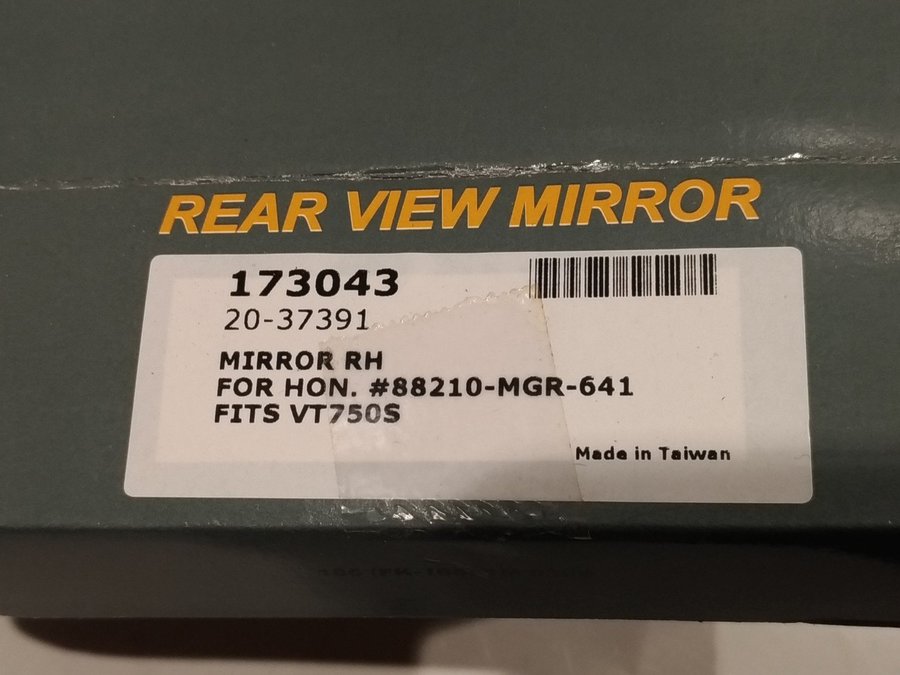 REAR VIEW MIRROR
173043
20-37391
MIRROR RH
FOR HON. #88210-MGR-641
FITS VT750S
Made in Taiwan